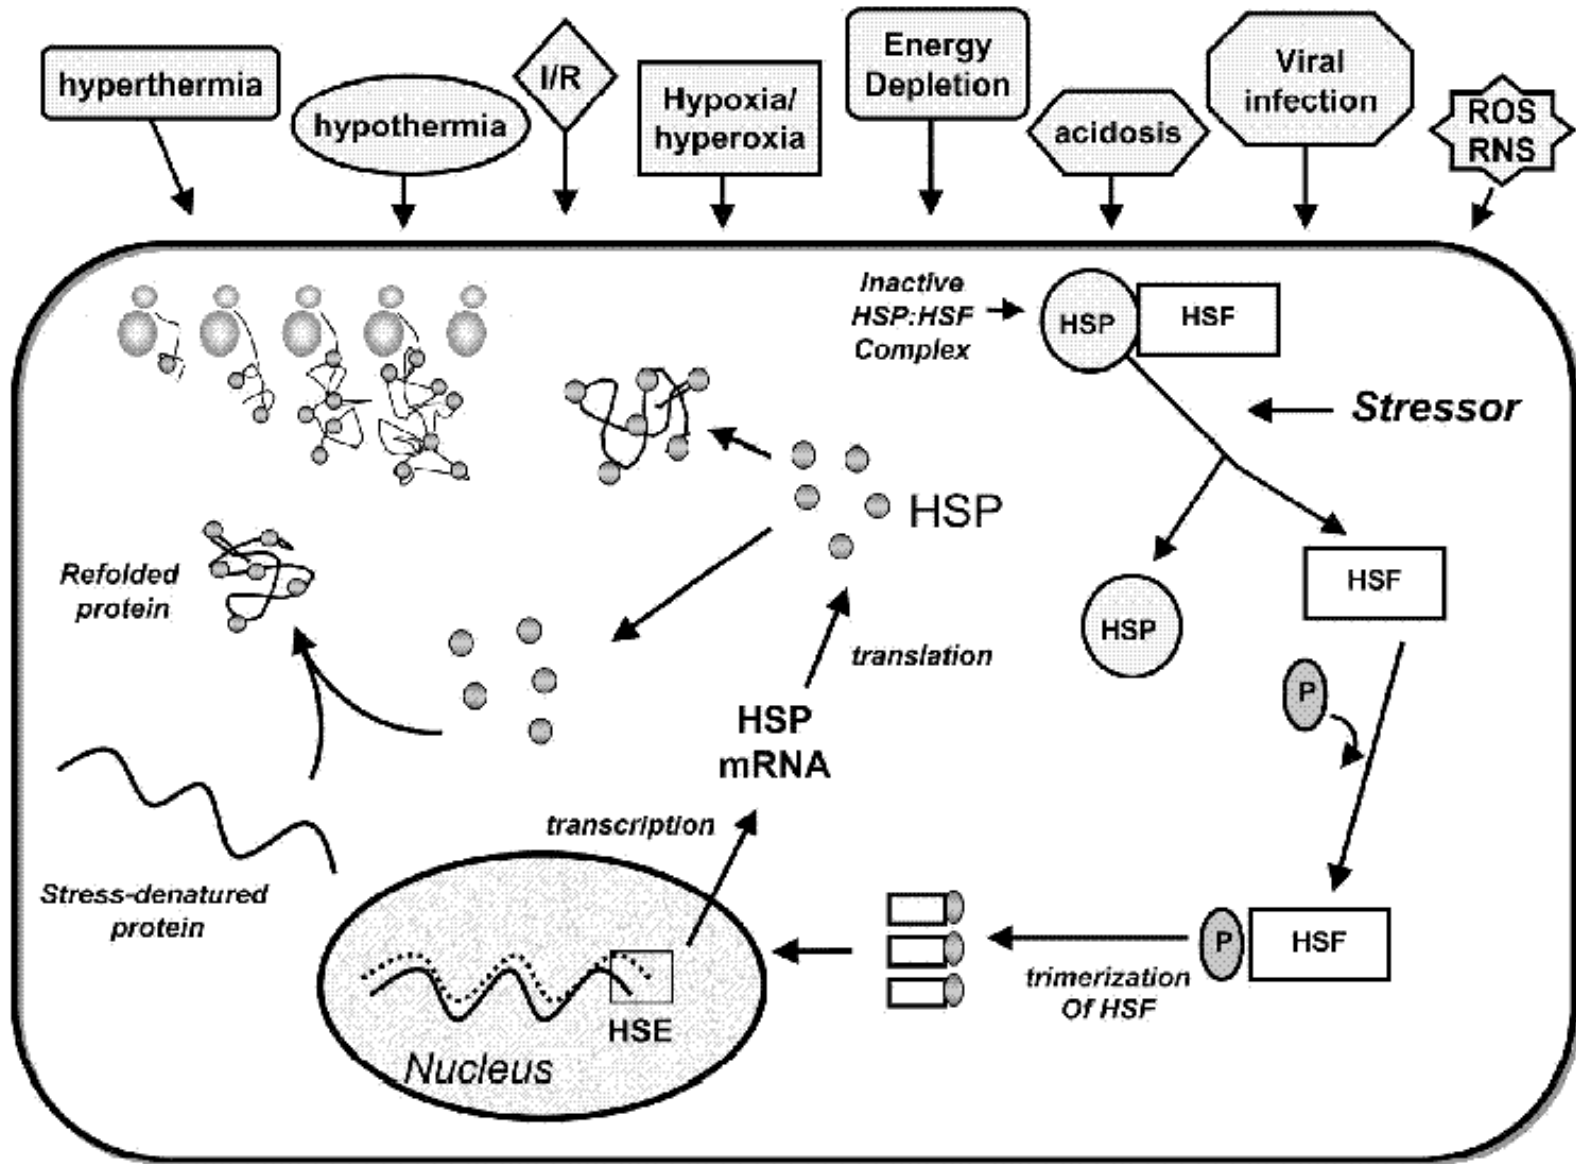 hyperthermia
hypothermia
I/R
Hypoxia/
hyperoxia
Energy
Depletion
acidosis
Viral
infection
ROS
RNS
Inactive
HSP:HSF
Complex
HSP
HSF
Stressor
HSP
HSF
HSP
P
Refolded
protein
translation
HSP
mRNA
transcription
Stress-denatured
protein
P
HSF
trimerization
Of HSF
HSE
Nucleus